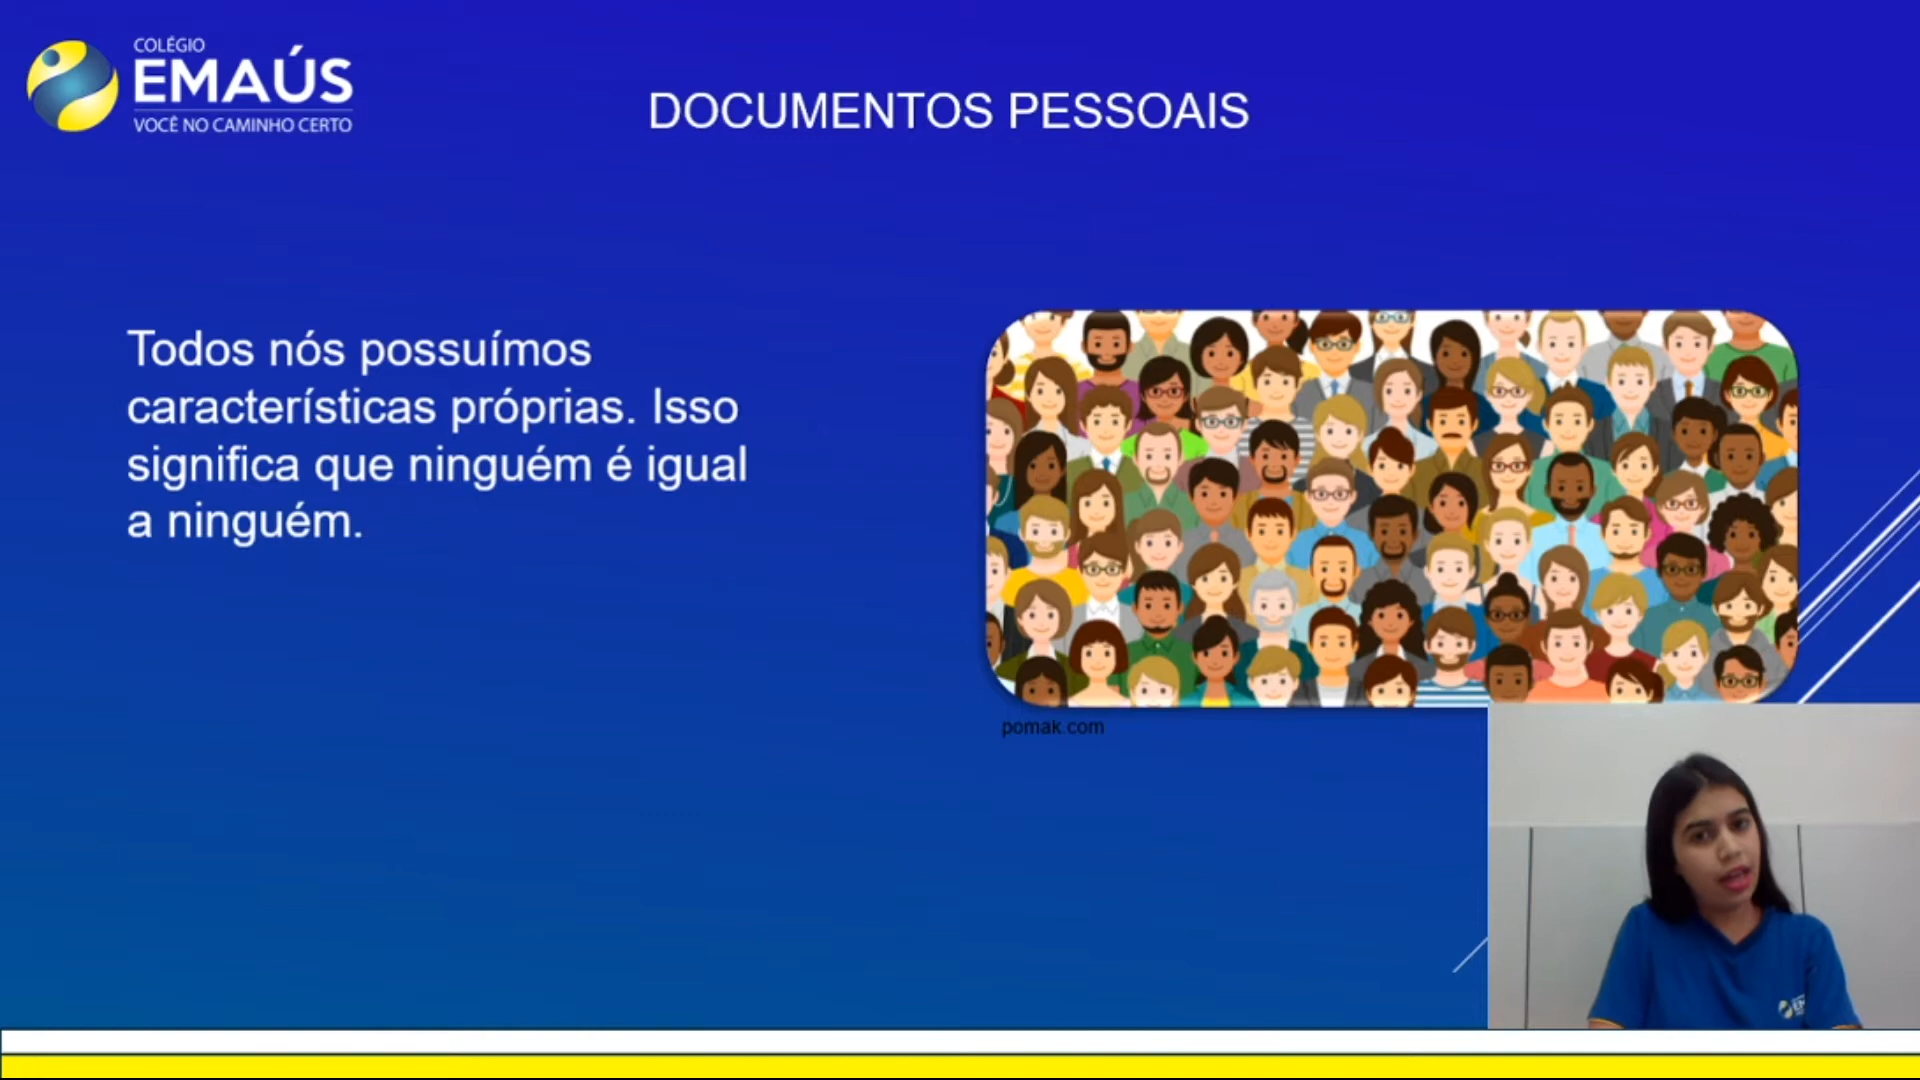 COLÉGIO
EMAÚS
VOCÊ NO CAMINHO CERTO
DOCUMENTOS PESSOAIS
Todos nós possuímos
características próprias. Isso
significa que ninguém é igual
a ninguém.
pomak.com